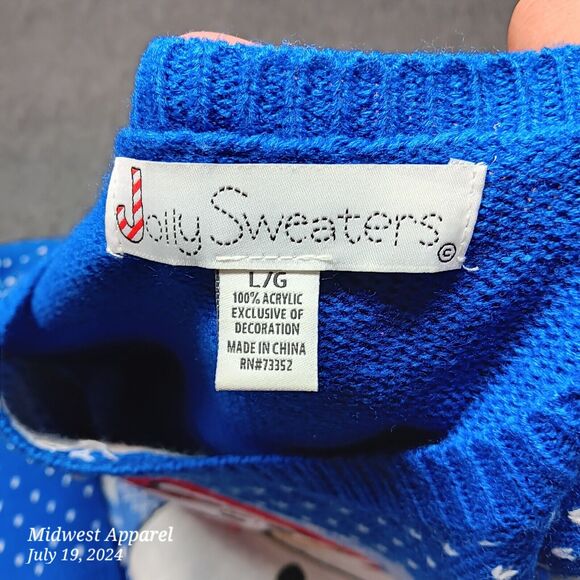 Jolly Sweaters ©
L/G
100% ACRYLIC
EXCLUSIVE OF
DECORATION
MADE IN CHINA
RN#73352
Midwest Apparel
July 19, 2024